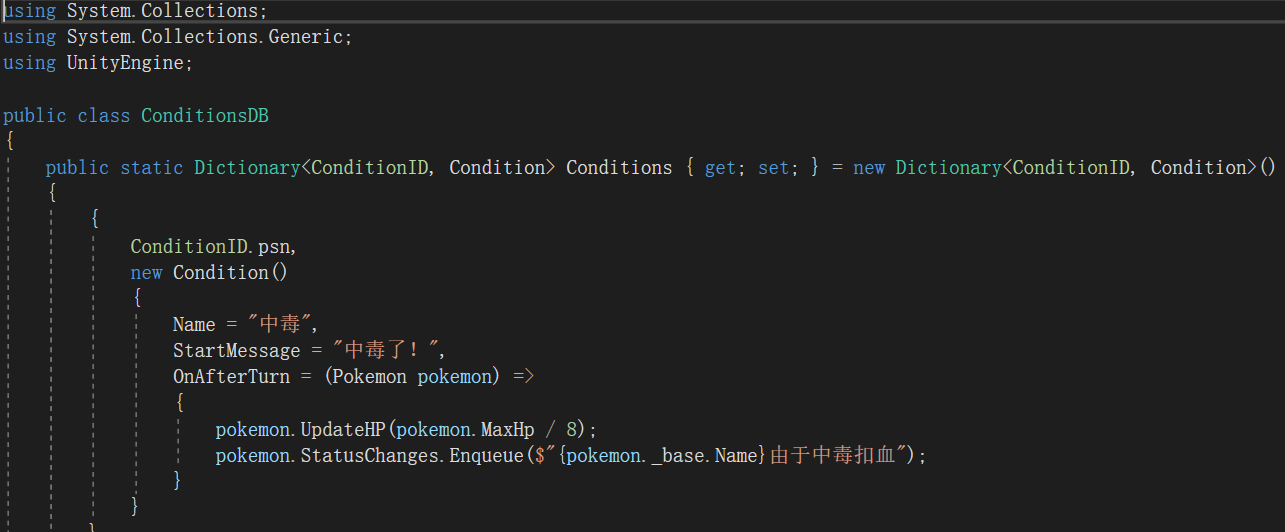 using System.Collections;
using System.Collections.Generic;
using UnityEngine;
public class ConditionsDB
{
public static Dictionary<ConditionID, Condition> Conditions { get; set; } = new Dictionary<ConditionID, Condition>()
{
{
ConditionID.psn,
new Condition()
{
Name = "中毒",
StartMessage = "中毒了！",
OnAfterTurn = (Pokemon pokemon) =>
{
pokemon.UpdateHP(pokemon.MaxHp / 8);
pokemon.StatusChanges.Enqueue($"{pokemon._base.Name}由于中毒扣血");
}
}
}